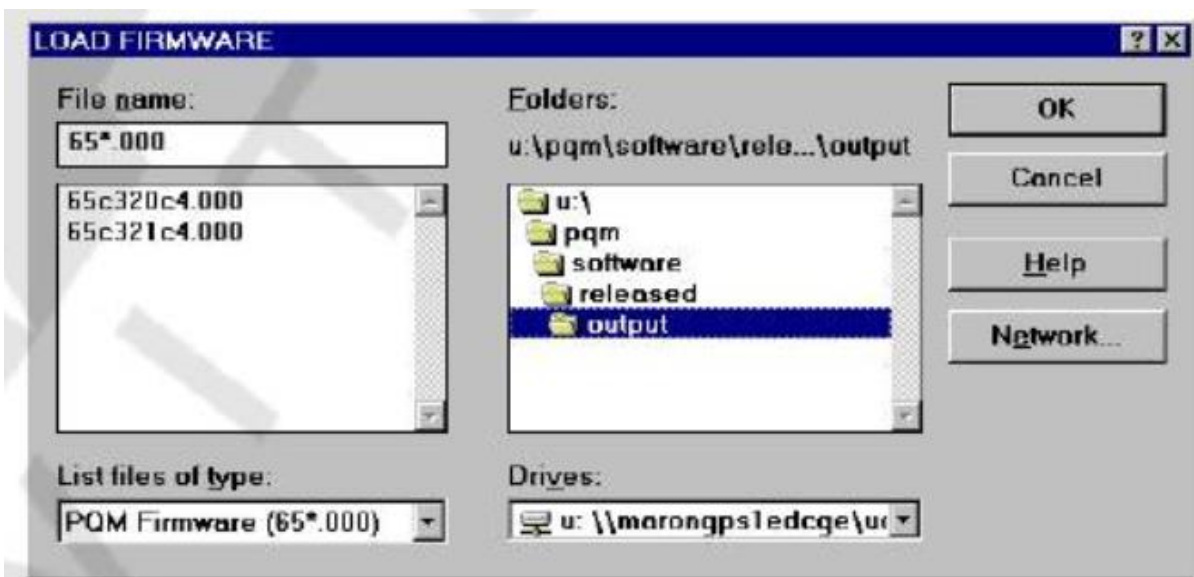 LOAD FIRMWARE
File name:
65*.000
65c320c4.000
65c321c4.000
List files of type:
PQM Firmware (65*.000)
Folders:
u:\pqm\software\rele...\output
u:\
pqm
software
released
output
Drives:
u:
OK
Cancel
Help
Network...